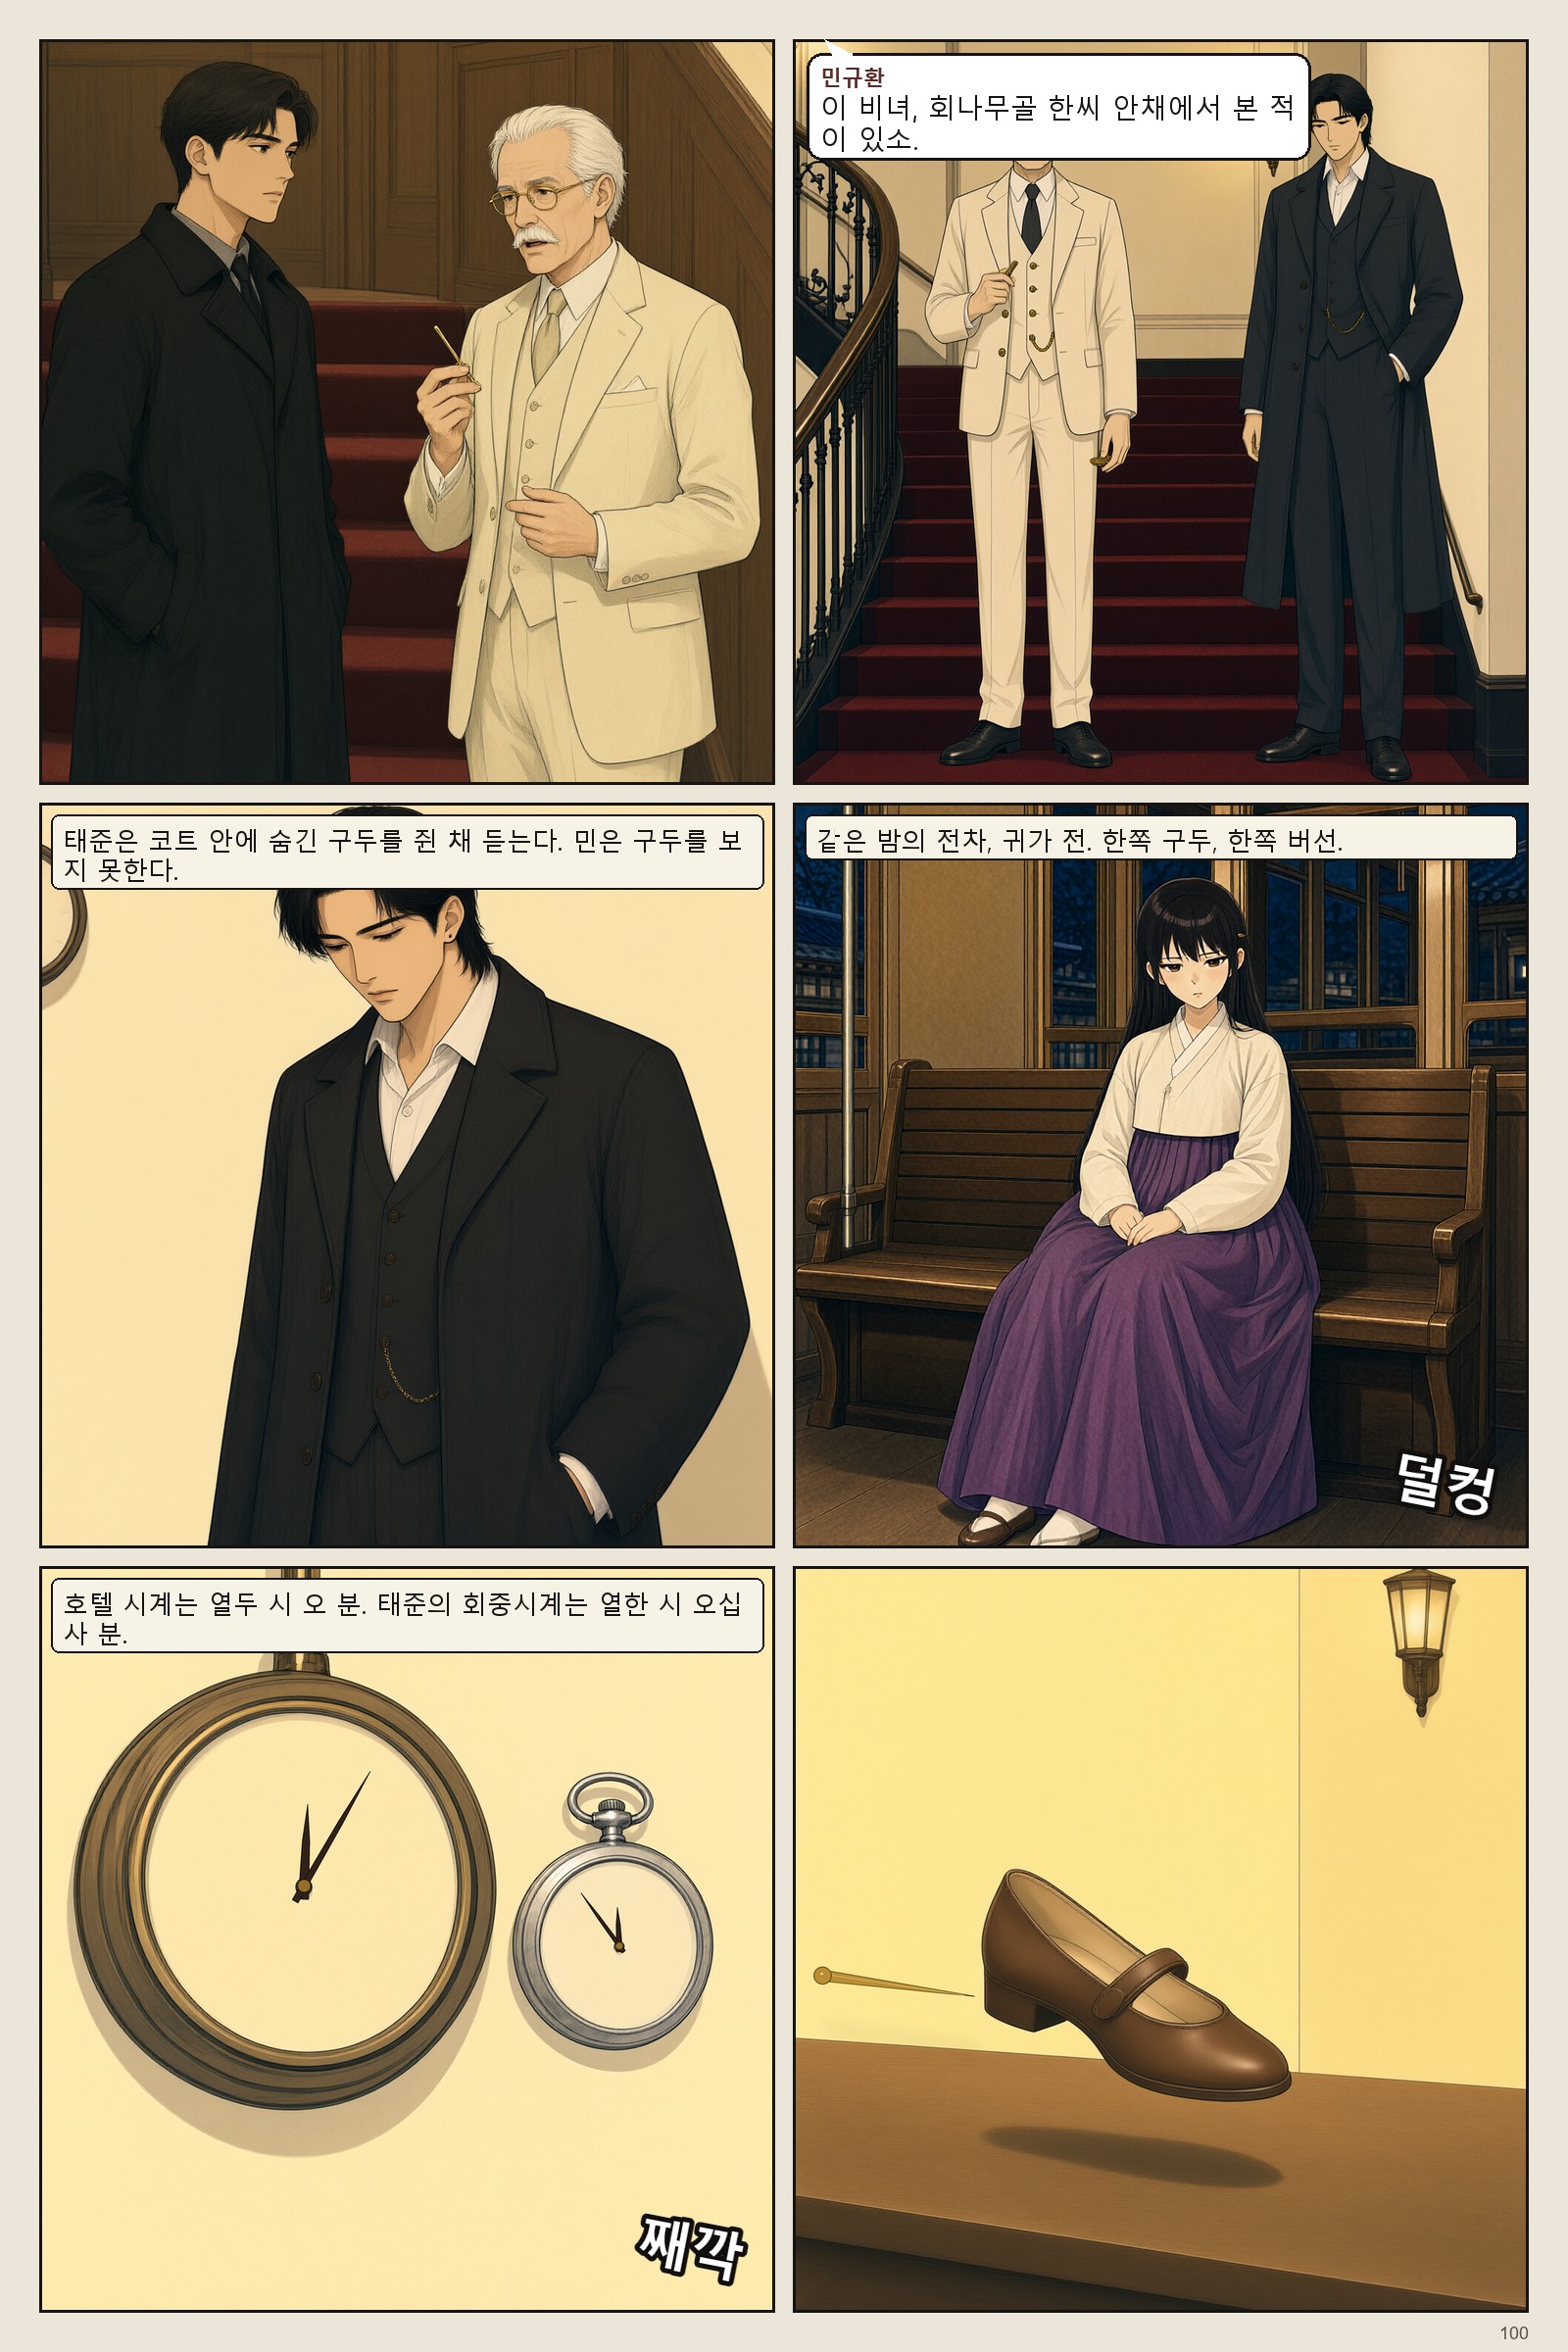 민규환
이 비녀, 회나무골 한씨 안채에서 본 적
이 있소.
태준은 코트 안에 숨긴 구두를 쥔 채 듣는다. 민은 구두를 보
지 못한다.
같은 밤의 전차, 귀가 전. 한쪽 구두, 한쪽 버선.
덜컹
호텔 시계는 열두 시 오 분. 태준의 회중시계는 열한 시 오십
사 분.
째깍
100